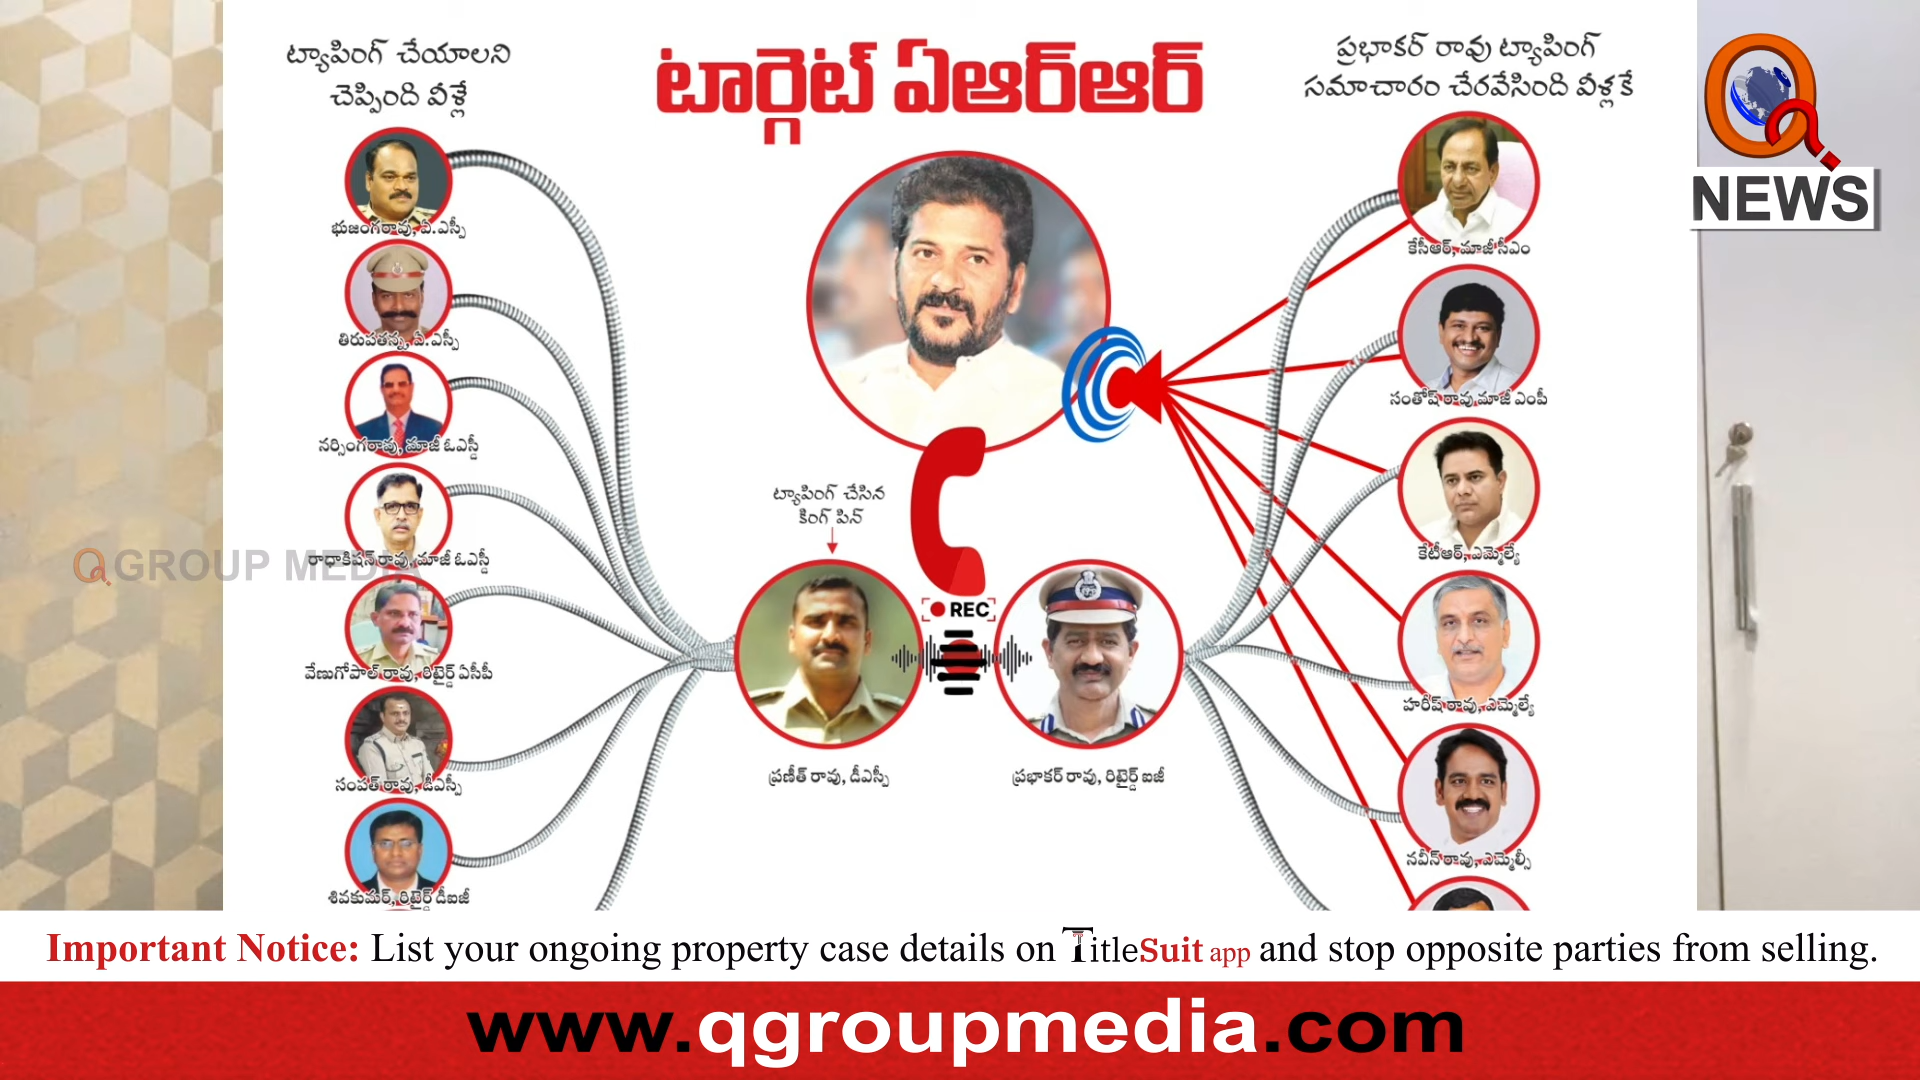 ట్యాపింగ్ చేయాలని
చెప్పింది వీళ్లే
భుజంగరావు, ఏ.ఎస్పీ
తిరుపతన్న, ఏ.ఎస్పీ
నర్సింగరావు, మాజీ ఓఎస్డీ
రాధాకిషన్ రావు, మాజీ ఓఎస్డీ
వేణుగోపాల్ రావు, రిటైర్డ్ ఏసీపీ
సంపత్ రావు, డీఎస్పీ
శివకుమార్, రిటైర్డ్ డీఐజీ
టార్గెట్ ఏఆర్ఆర్
ట్యాపింగ్ చేసిన
కింగ్ పిన్
REC
ప్రణీత్ రావు, డీఎస్పీ
ప్రభాకర్ రావు, రిటైర్డ్ ఐజీ
ప్రభాకర్ రావు ట్యాపింగ్
సమాచారం చేరవేసింది వీళ్లకే
కేసీఆర్, మాజీ సీఎం
సంతోష్ రావు, మాజీ ఎంపీ
కేటీఆర్, ఎమ్మెల్యే
హరీష్ రావు, ఎమ్మెల్యే
నవీన్ రావు, ఎమ్మెల్సీ
Q NEWS
Q GROUP MEDIA
Important Notice: List your ongoing property case details on TitleSuit app and stop opposite parties from selling.
www.qgroupmedia.com